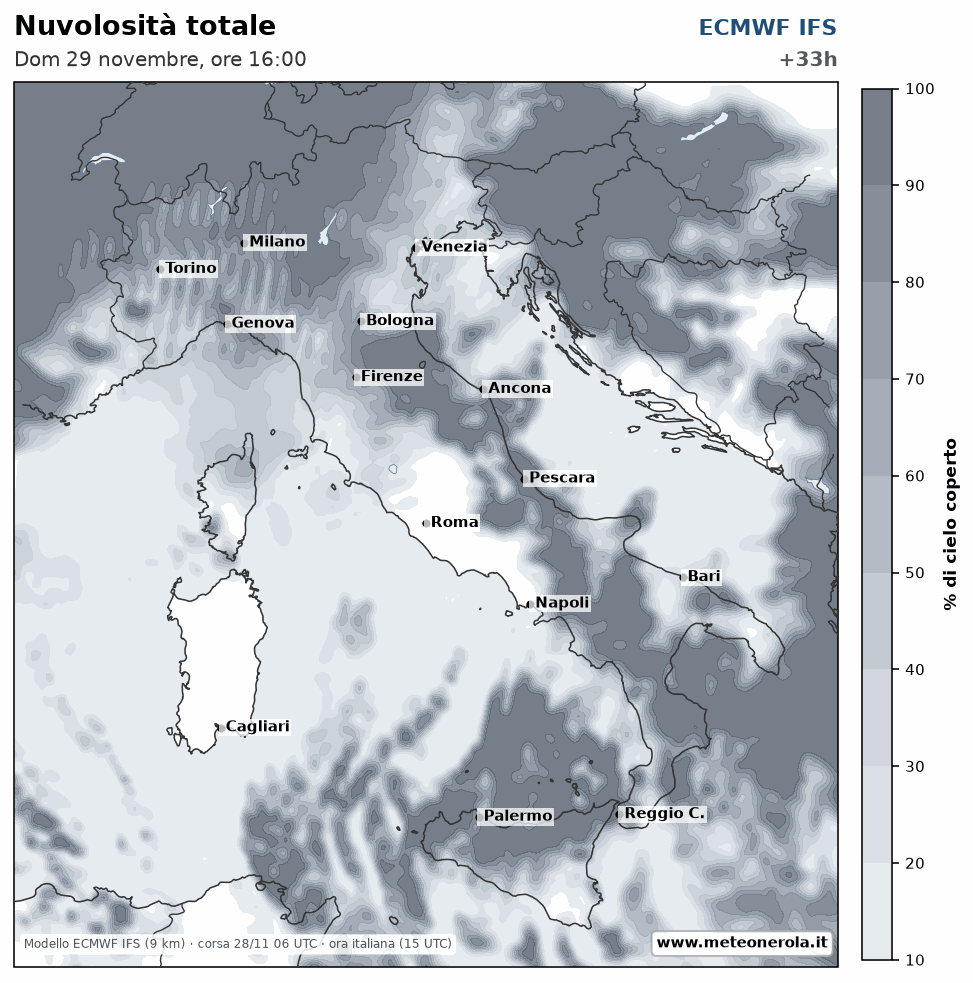 Nuvolosità totale
ECMWF IFS
Dom 29 novembre, ore 16:00
+33h
Milano
Venezia
Torino
Genova
Bologna
Firenze
Ancona
Pescara
Roma
Bari
Napoli
Cagliari
Palermo
Reggio C.
100
90
80
70
60
50
40
30
20
10
% di cielo coperto
Modello ECMWF IFS (9 km) · corsa 28/11 06 UTC · ora italiana (15 UTC)
www.meteonerola.it